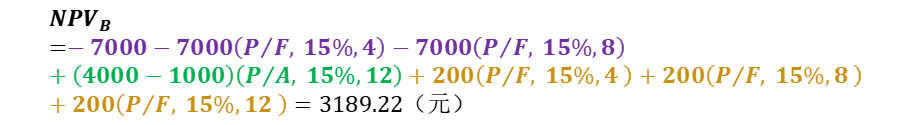 NPV_B
=− 7000 − 7000(P/F, 15%, 4) − 7000(P/F, 15%, 8)
+ (4000 − 1000)(P/A, 15%, 12) + 200(P/F, 15%, 4 ) + 200(P/F, 15%, 8 )
+ 200(P/F, 15%, 12 ) = 3189.22（元）